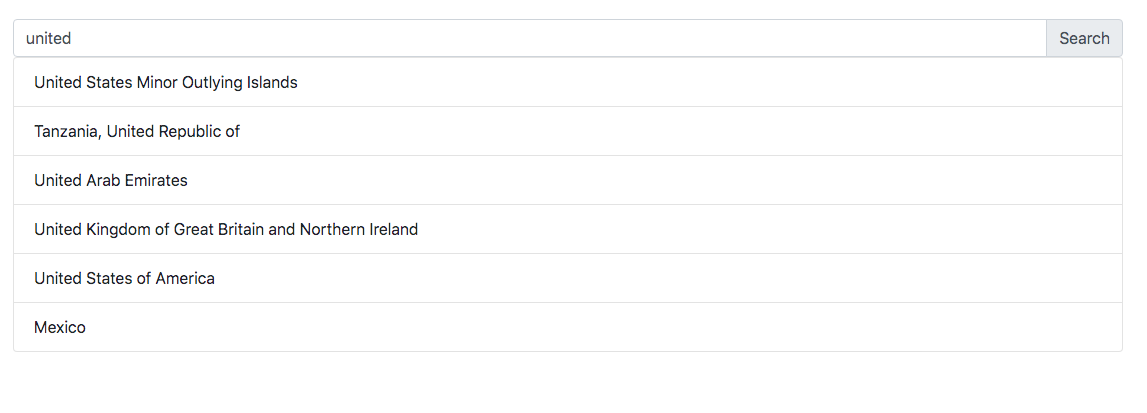 united
Search
United States Minor Outlying Islands
Tanzania, United Republic of
United Arab Emirates
United Kingdom of Great Britain and Northern Ireland
United States of America
Mexico